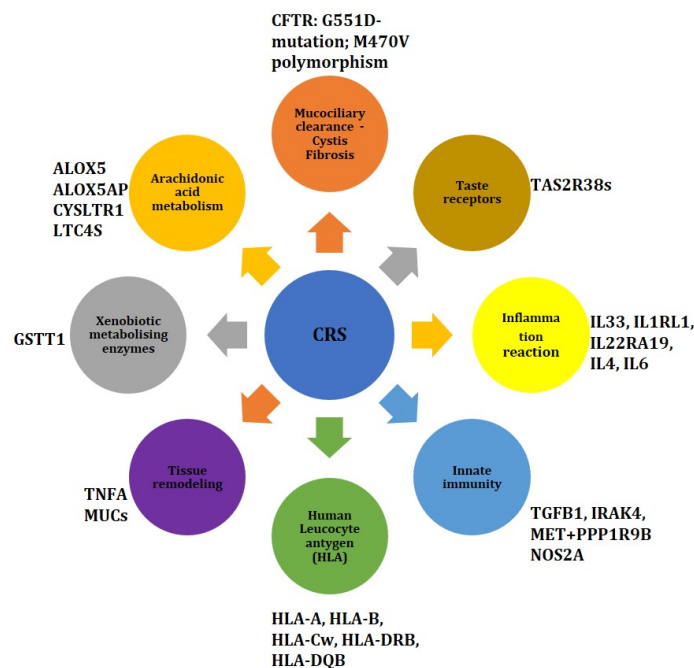 CFTR: G551D-
mutation; M470V
polymorphism
Mucociliary
clearance -
Cystis
Fibrosis
ALOX5
ALOX5AP
CYSLTR1
LTC4S
Arachidonic
acid
metabolism
Taste
receptors
TAS2R38s
GSTT1
Xenobiotic
metabolising
enzymes
CRS
Inflamma
tion
reaction
IL33, IL1RL1,
IL22RA19,
IL4, IL6
TNFA
MUCs
Tissue
remodeling
Human
Leucocyte
antygen
(HLA)
Innate
immunity
TGFB1, IRAK4,
MET+PPP1R9B
NOS2A
HLA-A, HLA-B,
HLA-Cw, HLA-DRB,
HLA-DQB